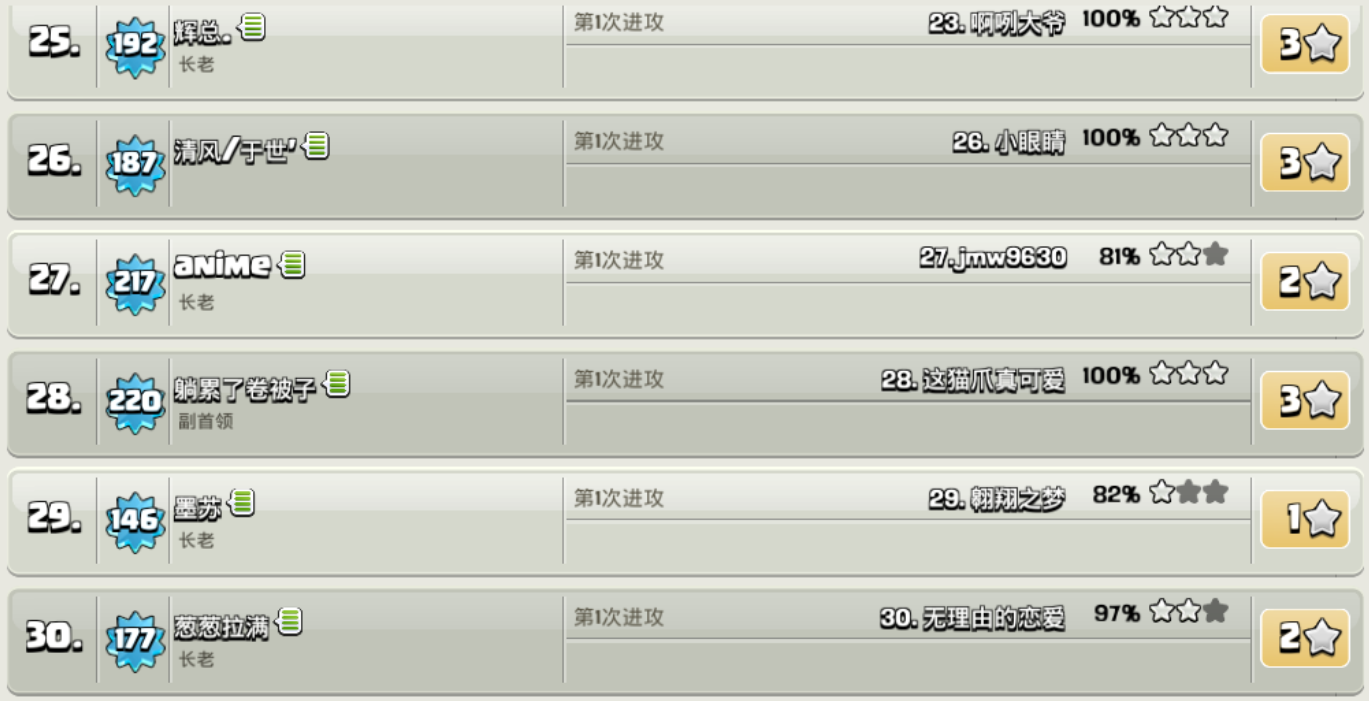 25. 192 辉总. 第1次进攻 23. 啊咧大爷 100% 3
长老
26. 187 清风/于世' 第1次进攻 26. 小眼睛 100% 3
27. 217 anime 第1次进攻 27.jmw9630 81% 2
长老
28. 220 躺累了卷被子 第1次进攻 28. 这猫爪真可爱 100% 3
副首领
29. 146 墨苏 第1次进攻 29. 翱翔之梦 82% 1
长老
30. 177 葱葱拉满 第1次进攻 30. 无理由的恋爱 97% 2
长老